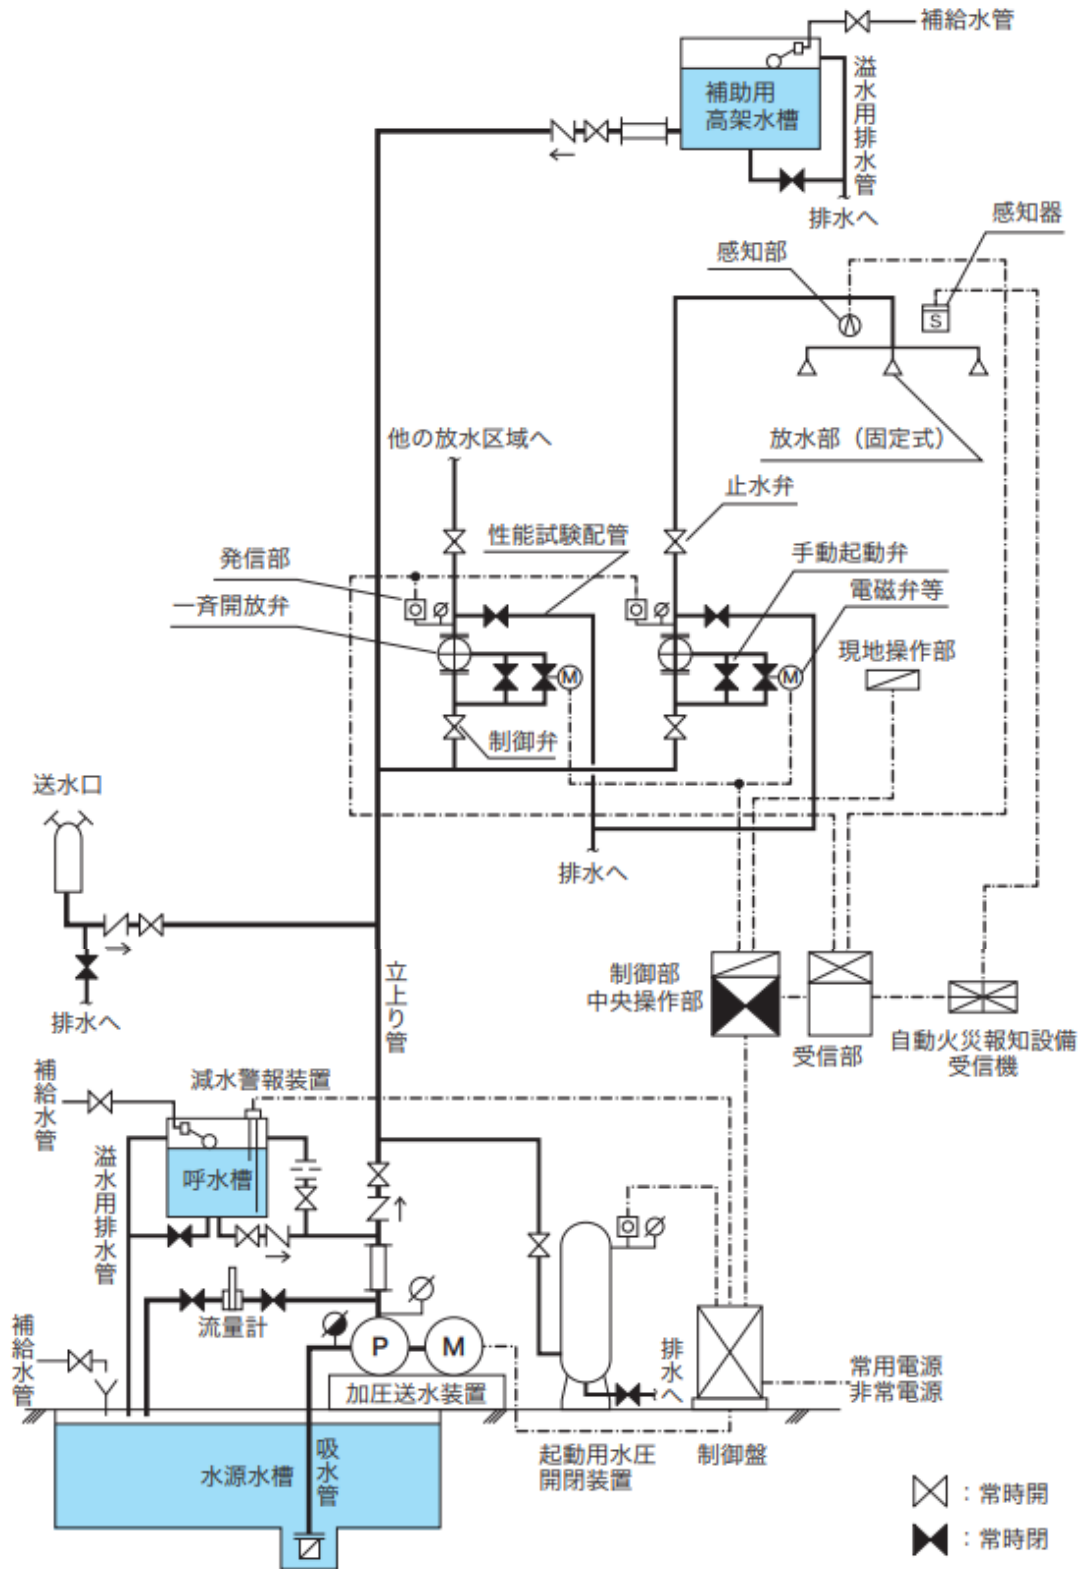 補給水管
補助用
高架水槽
溢水用排水管
排水へ
感知器
感知部
S
他の放水区域へ
放水部（固定式）
止水弁
性能試験配管
手動起動弁
発信部
電磁弁等
一斉開放弁
現地操作部
M
M
制御弁
送水口
排水へ
制御部
中央操作部
立上り管
排水へ
受信部
自動火災報知設備
受信機
補給水管
減水警報装置
呼水槽
溢水用排水管
流量計
補給水管
P
M
加圧送水装置
排水へ
常用電源
非常電源
吸水管
水源水槽
起動用水圧
開閉装置
制御盤
：常時開
：常時閉